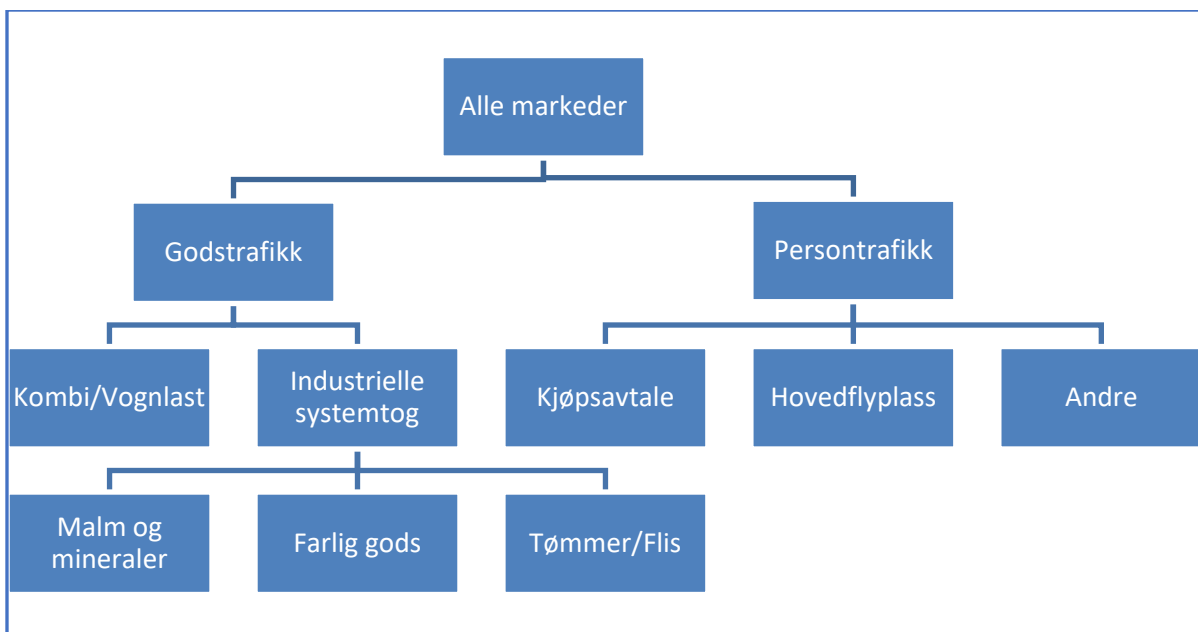 Alle markeder
Godstrafikk
Persontrafikk
Kombi/Vognlast
Industrielle
systemtog
Kjøpsavtale
Hovedflyplass
Andre
Malm og
mineraler
Farlig gods
Tømmer/Flis